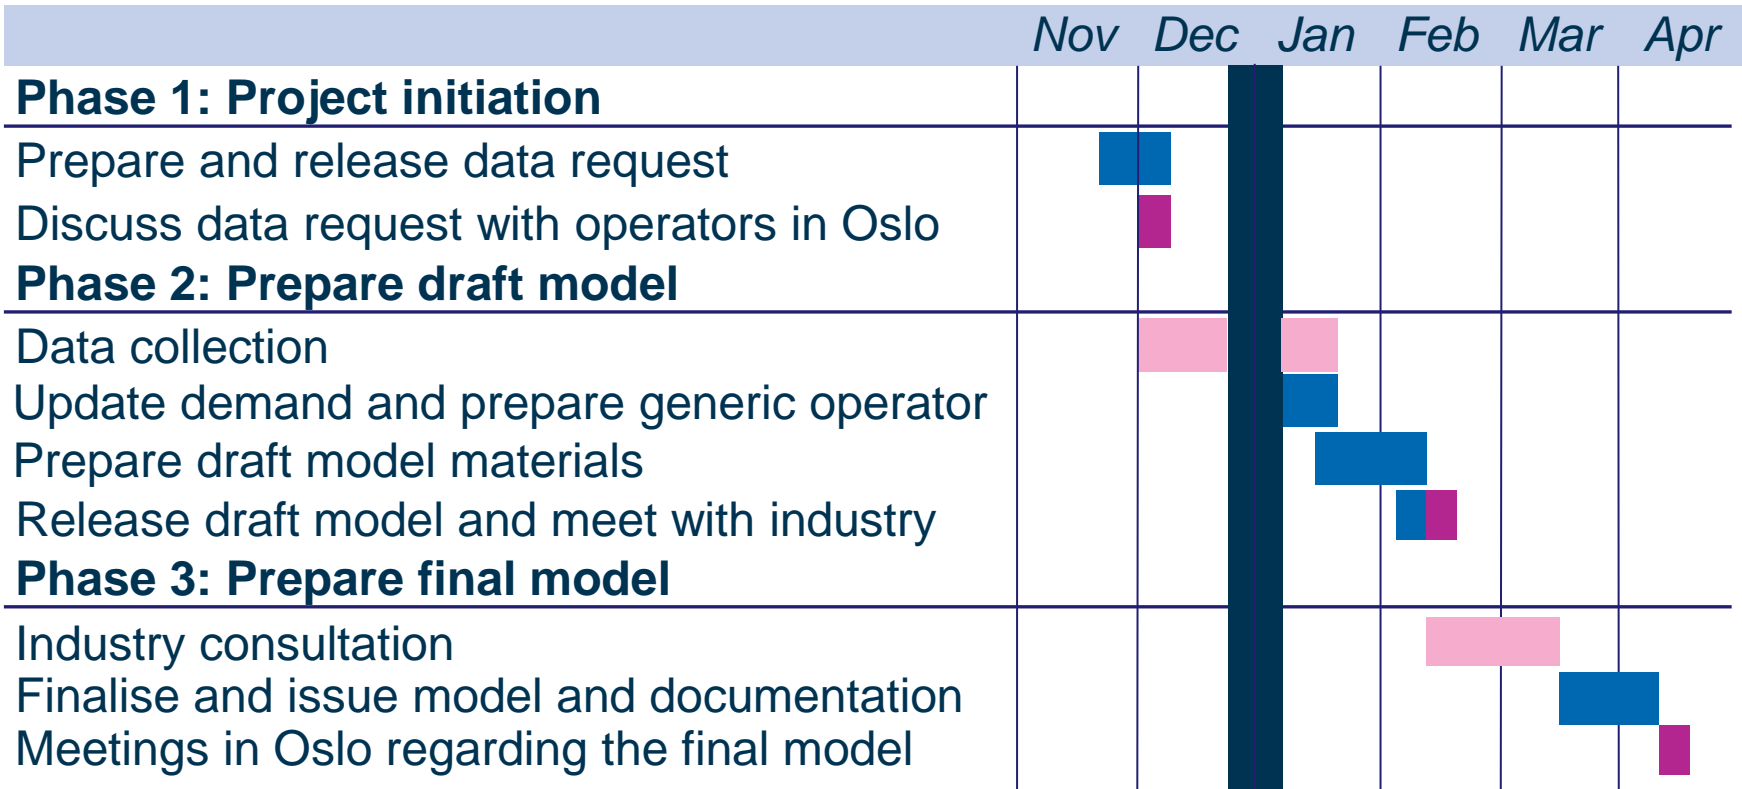 Nov Dec Jan Feb Mar Apr
Phase 1: Project initiation
Prepare and release data request
Discuss data request with operators in Oslo
Phase 2: Prepare draft model
Data collection
Update demand and prepare generic operator
Prepare draft model materials
Release draft model and meet with industry
Phase 3: Prepare final model
Industry consultation
Finalise and issue model and documentation
Meetings in Oslo regarding the final model